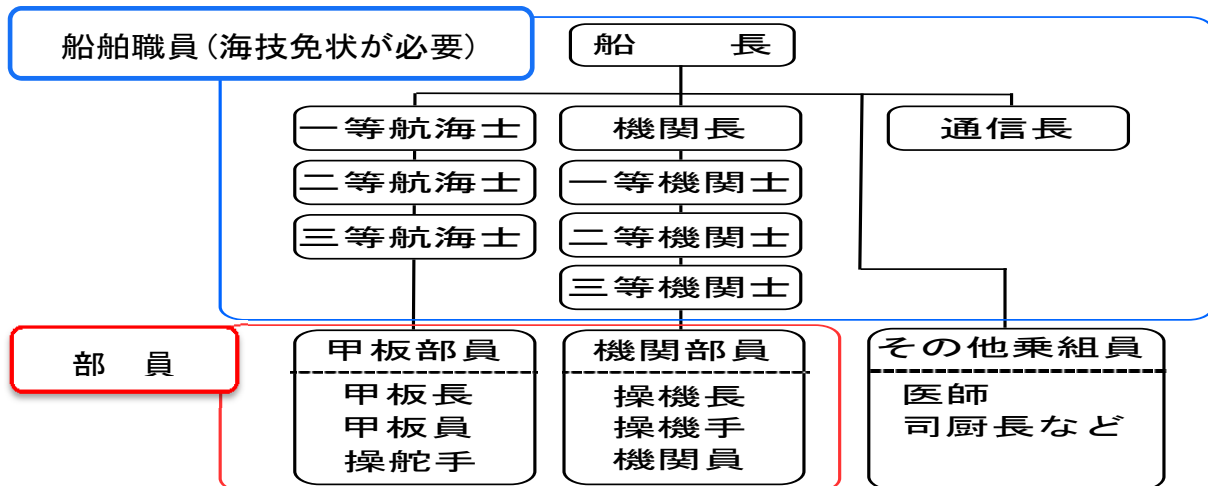 船舶職員(海技免状が必要)
船　　長
一等航海士
機関長
通信長
二等航海士
一等機関士
三等航海士
二等機関士
三等機関士
部　員
甲板部員
甲板長
甲板員
操舵手
機関部員
操機長
操機手
機関員
その他乗組員
医師
司厨長など